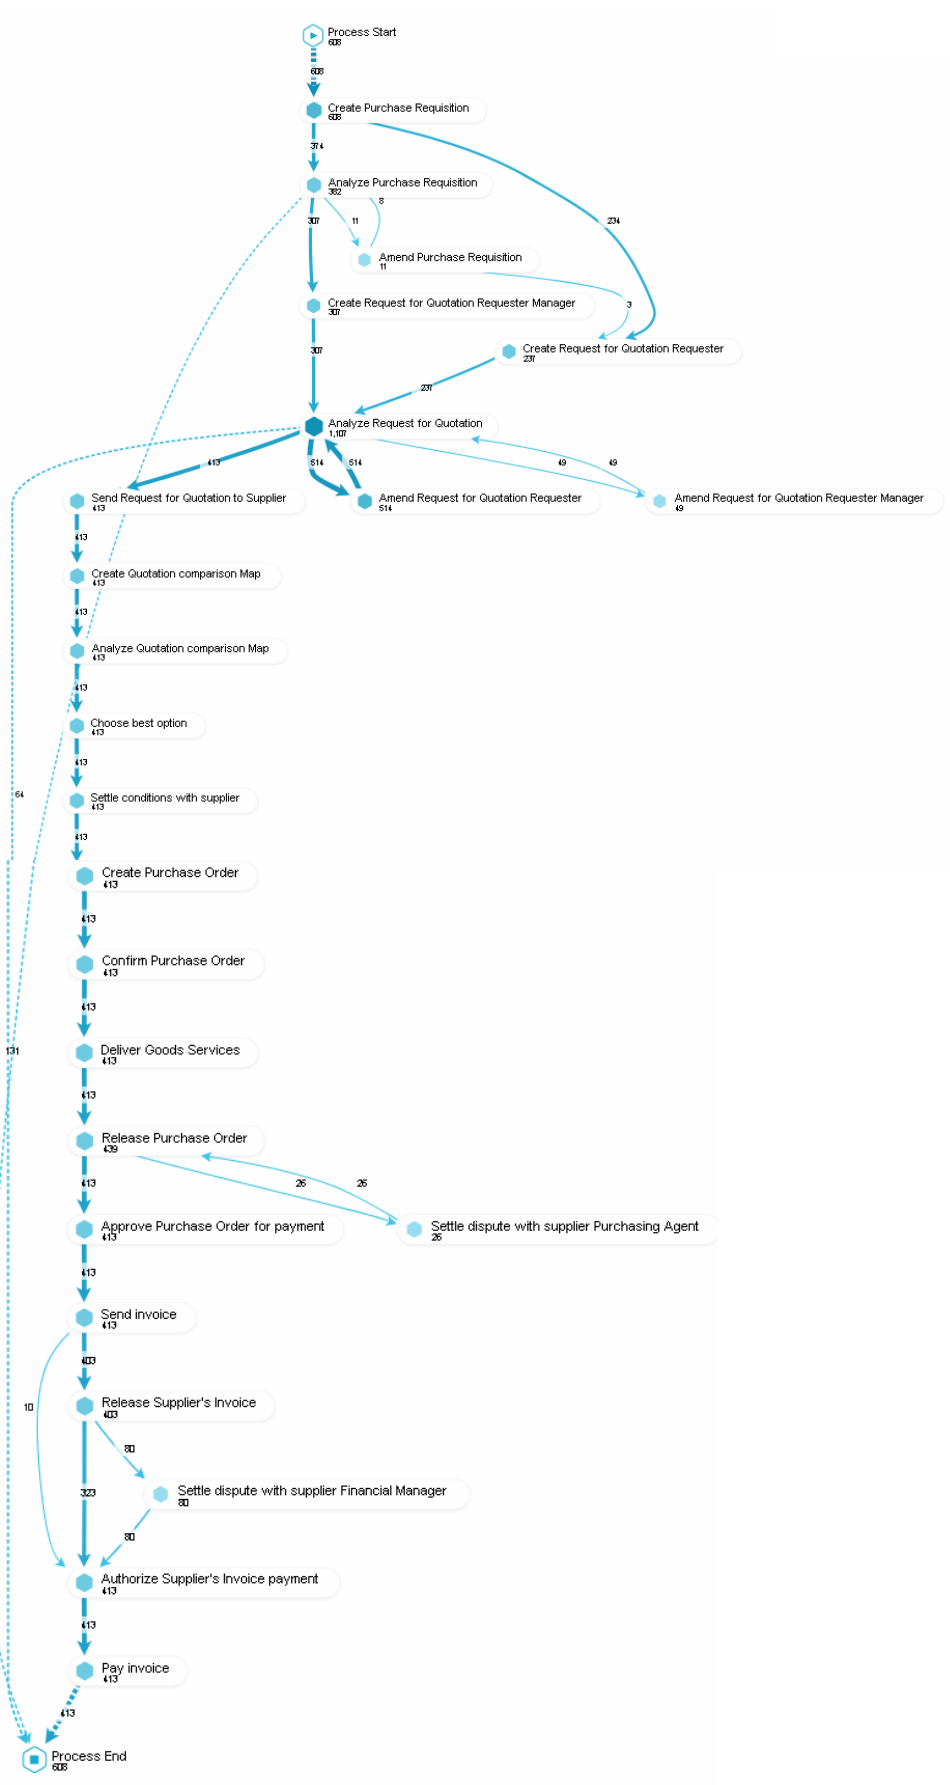 Process Start
608
608
Create Purchase Requisition
608
374
Analyze Purchase Requisition
382
8
307
11
234
Amend Purchase Requisition
11
Create Request for Quotation Requester Manager
307
3
307
Create Request for Quotation Requester
237
237
Analyze Request for Quotation
1,107
413
514
514
49
49
Send Request for Quotation to Supplier
413
Amend Request for Quotation Requester
514
Amend Request for Quotation Requester Manager
49
413
Create Quotation comparison Map
413
413
Analyze Quotation comparison Map
413
413
Choose best option
413
413
64
Settle conditions with supplier
413
413
Create Purchase Order
413
413
Confirm Purchase Order
413
413
131
Deliver Goods Services
413
413
Release Purchase Order
439
413
26
26
Approve Purchase Order for payment
413
Settle dispute with supplier Purchasing Agent
26
413
Send invoice
413
403
10
Release Supplier's Invoice
403
80
323
Settle dispute with supplier Financial Manager
80
80
Authorize Supplier's Invoice payment
413
413
Pay invoice
413
413
Process End
608